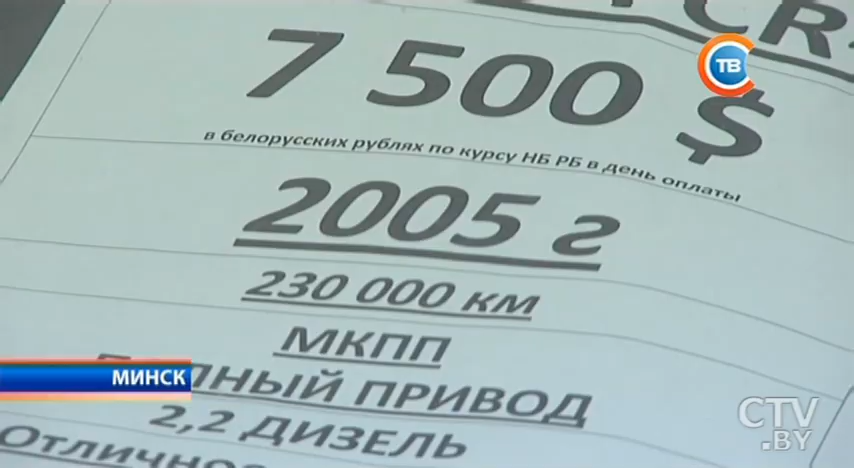 CR-
7 500 $
в белорусских рублях по курсу НБ РБ в день оплаты
2005 г
230 000 км
МКПП
ПРИВОД
2,2 ДИЗЕЛЬ
МИНСК
ТВ
CTV
.BY